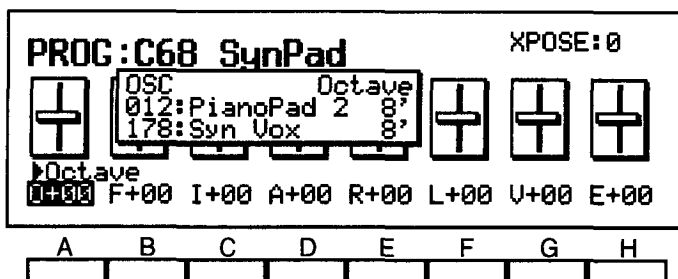 PROG:C68 SynPad XPOSE:0
OSC Octave
012:PianoPad 2 8'
178:Syn Vox 8'
▶Octave
O+00 F+00 I+00 A+00 R+00 L+00 V+00 E+00
A B C D E F G H